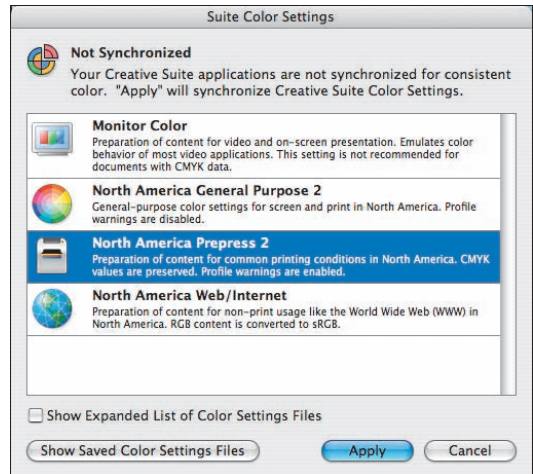 Suite Color Settings
Not Synchronized
Your Creative Suite applications are not synchronized for consistent
color. "Apply" will synchronize Creative Suite Color Settings.
Monitor Color
Preparation of content for video and on-screen presentation. Emulates color
behavior of most video applications. This setting is not recommended for
documents with CMYK data.
North America General Purpose 2
General-purpose color settings for screen and print in North America. Profile
warnings are disabled.
North America Prepress 2
Preparation of content for common printing conditions in North America. CMYK
values are preserved. Profile warnings are enabled.
North America Web/Internet
Preparation of content for non-print usage like the World Wide Web (WWW) in
North America. RGB content is converted to sRGB.
Show Expanded List of Color Settings Files
Show Saved Color Settings Files
Apply
Cancel